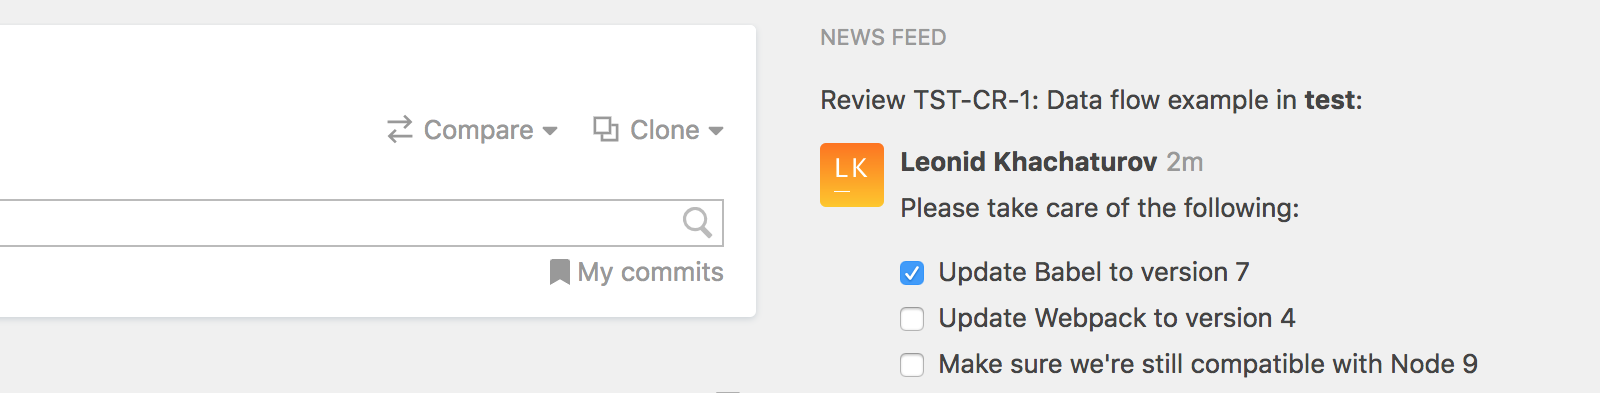 Compare
Clone
My commits
NEWS FEED
Review TST-CR-1: Data flow example in test:
LK
Leonid Khachaturov 2m
Please take care of the following:
Update Babel to version 7
Update Webpack to version 4
Make sure we're still compatible with Node 9